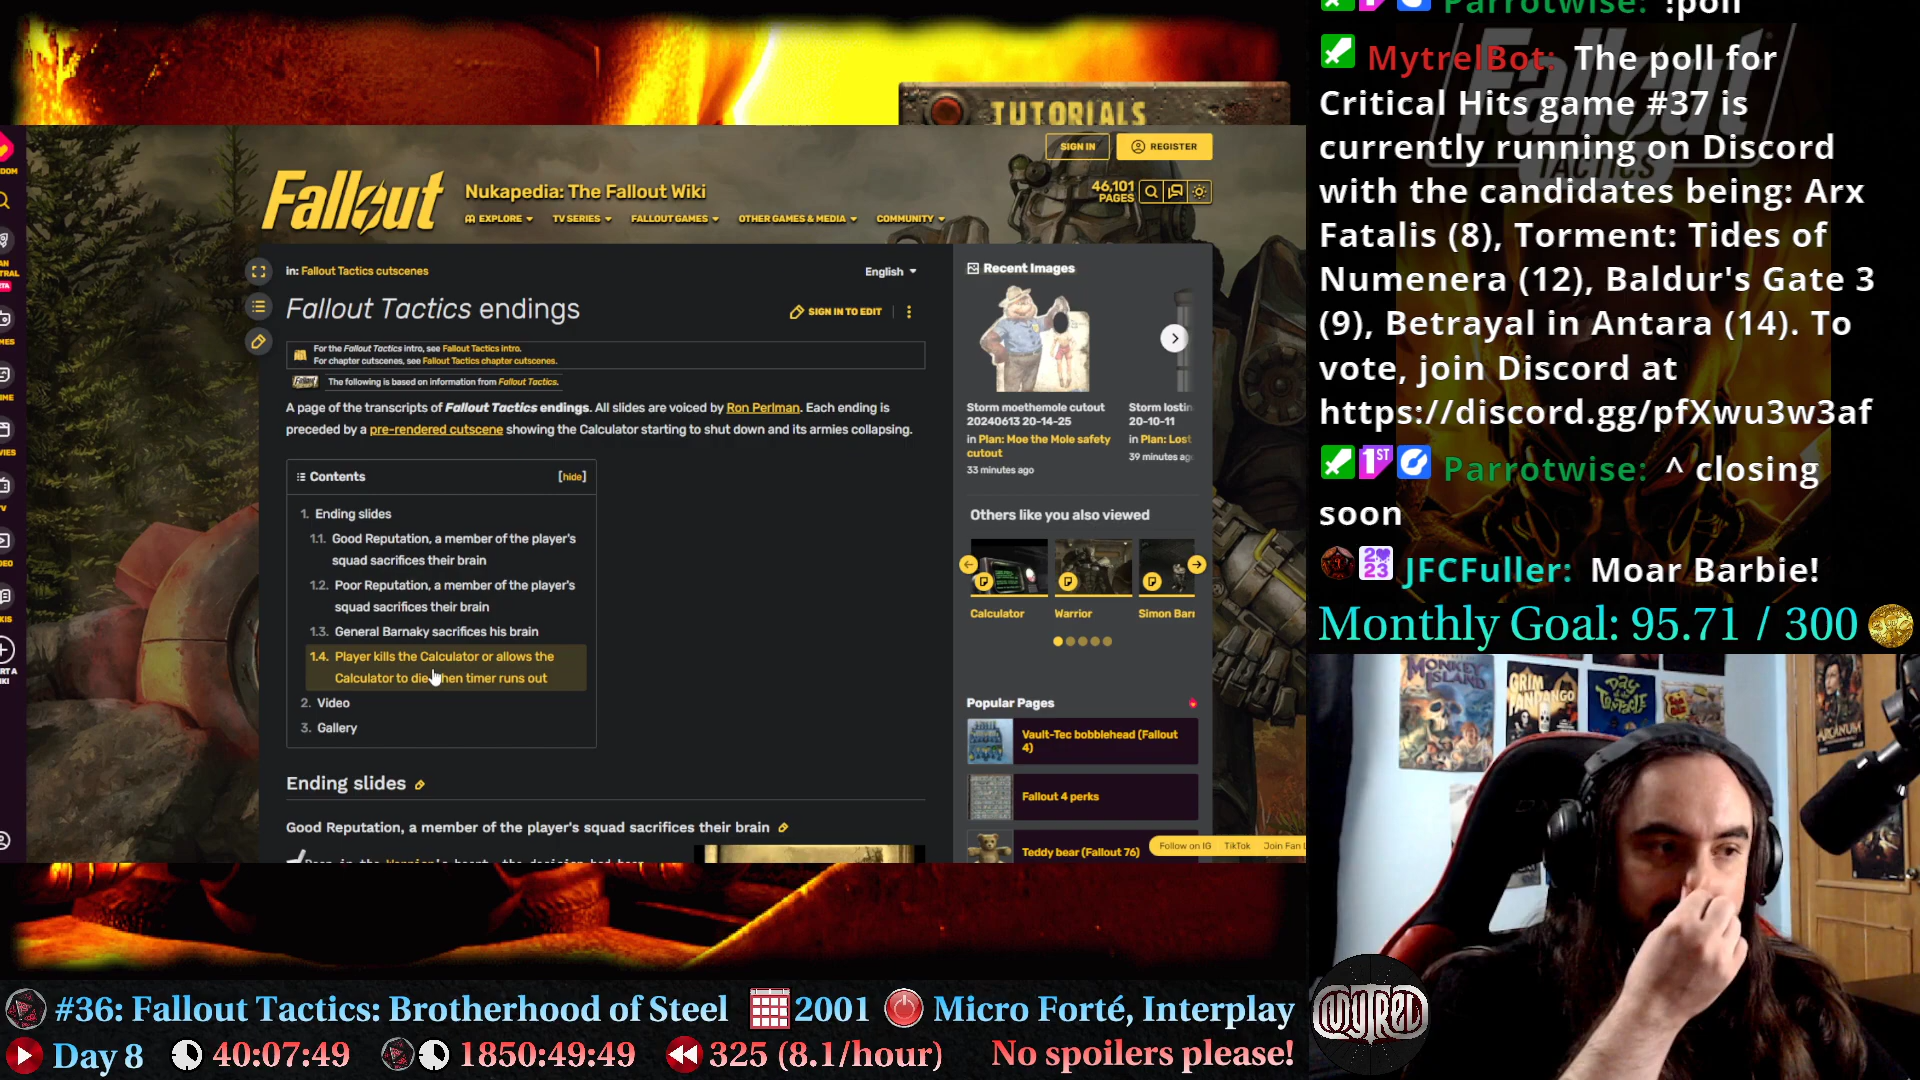 TUTORIALS
SIGN IN
REGISTER
Fallout
Nukapedia: The Fallout Wiki
46,101 PAGES
EXPLORE
TV SERIES
FALLOUT GAMES
OTHER GAMES & MEDIA
COMMUNITY
in: Fallout Tactics cutscenes
English
Fallout Tactics endings
SIGN IN TO EDIT
For the Fallout Tactics intro, see Fallout Tactics intro.
For chapter cutscenes, see Fallout Tactics chapter cutscenes.
The following is based on information from Fallout Tactics.
A page of the transcripts of Fallout Tactics endings. All slides are voiced by Ron Perlman. Each ending is
preceded by a pre-rendered cutscene showing the Calculator starting to shut down and its armies collapsing.
Contents [hide]
1. Ending slides
1.1. Good Reputation, a member of the player's
squad sacrifices their brain
1.2. Poor Reputation, a member of the player's
squad sacrifices their brain
1.3. General Barnaky sacrifices his brain
1.4. Player kills the Calculator or allows the
Calculator to die when timer runs out
2. Video
3. Gallery
Ending slides
Good Reputation, a member of the player's squad sacrifices their brain
Recent Images
Storm moethemole cutout
20240613 20-14-25
in Plan: Moe the Mole safety
cutout
33 minutes ago
Storm lostin
20-10-11
in Plan: Lost
39 minutes ag
Others like you also viewed
Calculator
Warrior
Simon Barr
Popular Pages
Vault-Tec bobblehead (Fallout
4)
Fallout 4 perks
Teddy bear (Fallout 76)
Follow on IG
TikTok
Join Fan L
Parrotwise: !poll
MytrelBot: The poll for
Critical Hits game #37 is
currently running on Discord
with the candidates being: Arx
Fatalis (8), Torment: Tides of
Numenera (12), Baldur's Gate 3
(9), Betrayal in Antara (14). To
vote, join Discord at
https://discord.gg/pfXwu3w3af
1ST Parrotwise: ^ closing
soon
JFCFuller: Moar Barbie!
Monthly Goal: 95.71 / 300
MONKEY ISLAND
GRIM FANDANGO
Day of the Tentacle
ARCANUM
MYTREL
#36: Fallout Tactics: Brotherhood of Steel
2001
Micro Forté, Interplay
Day 8
40:07:49
1850:49:49
325 (8.1/hour)
No spoilers please!